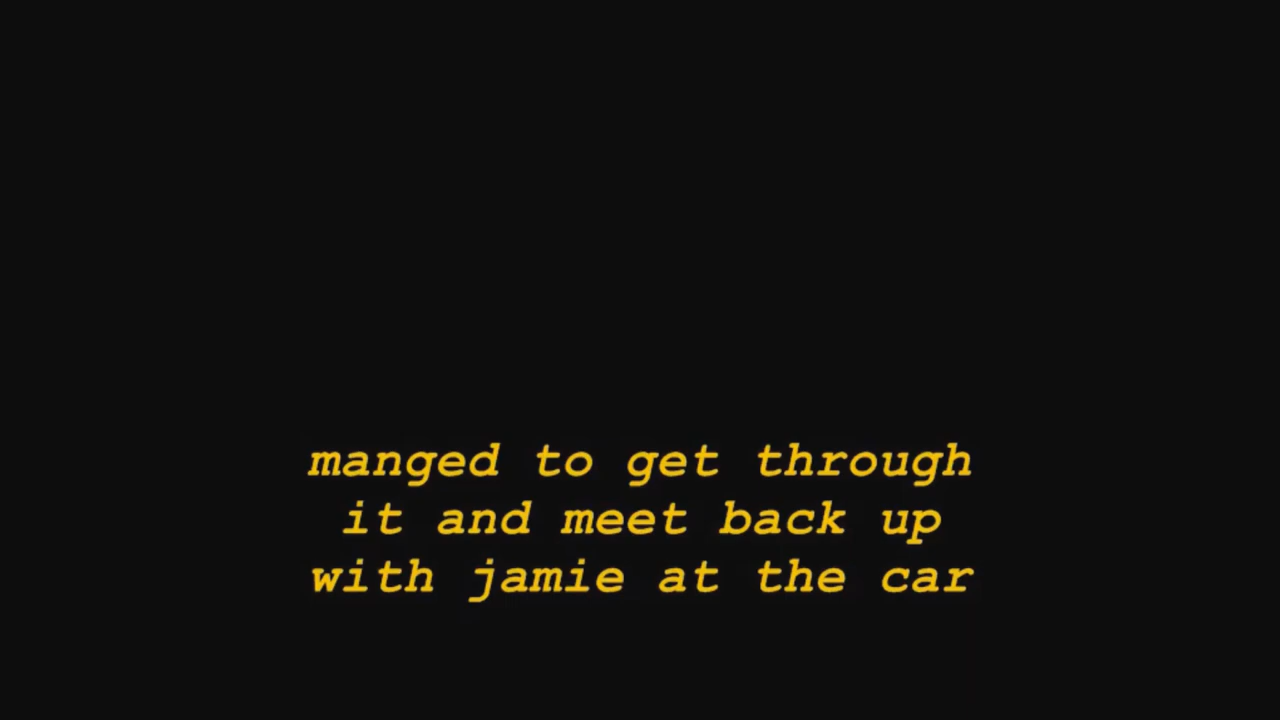 manged to get through
it and meet back up
with jamie at the car